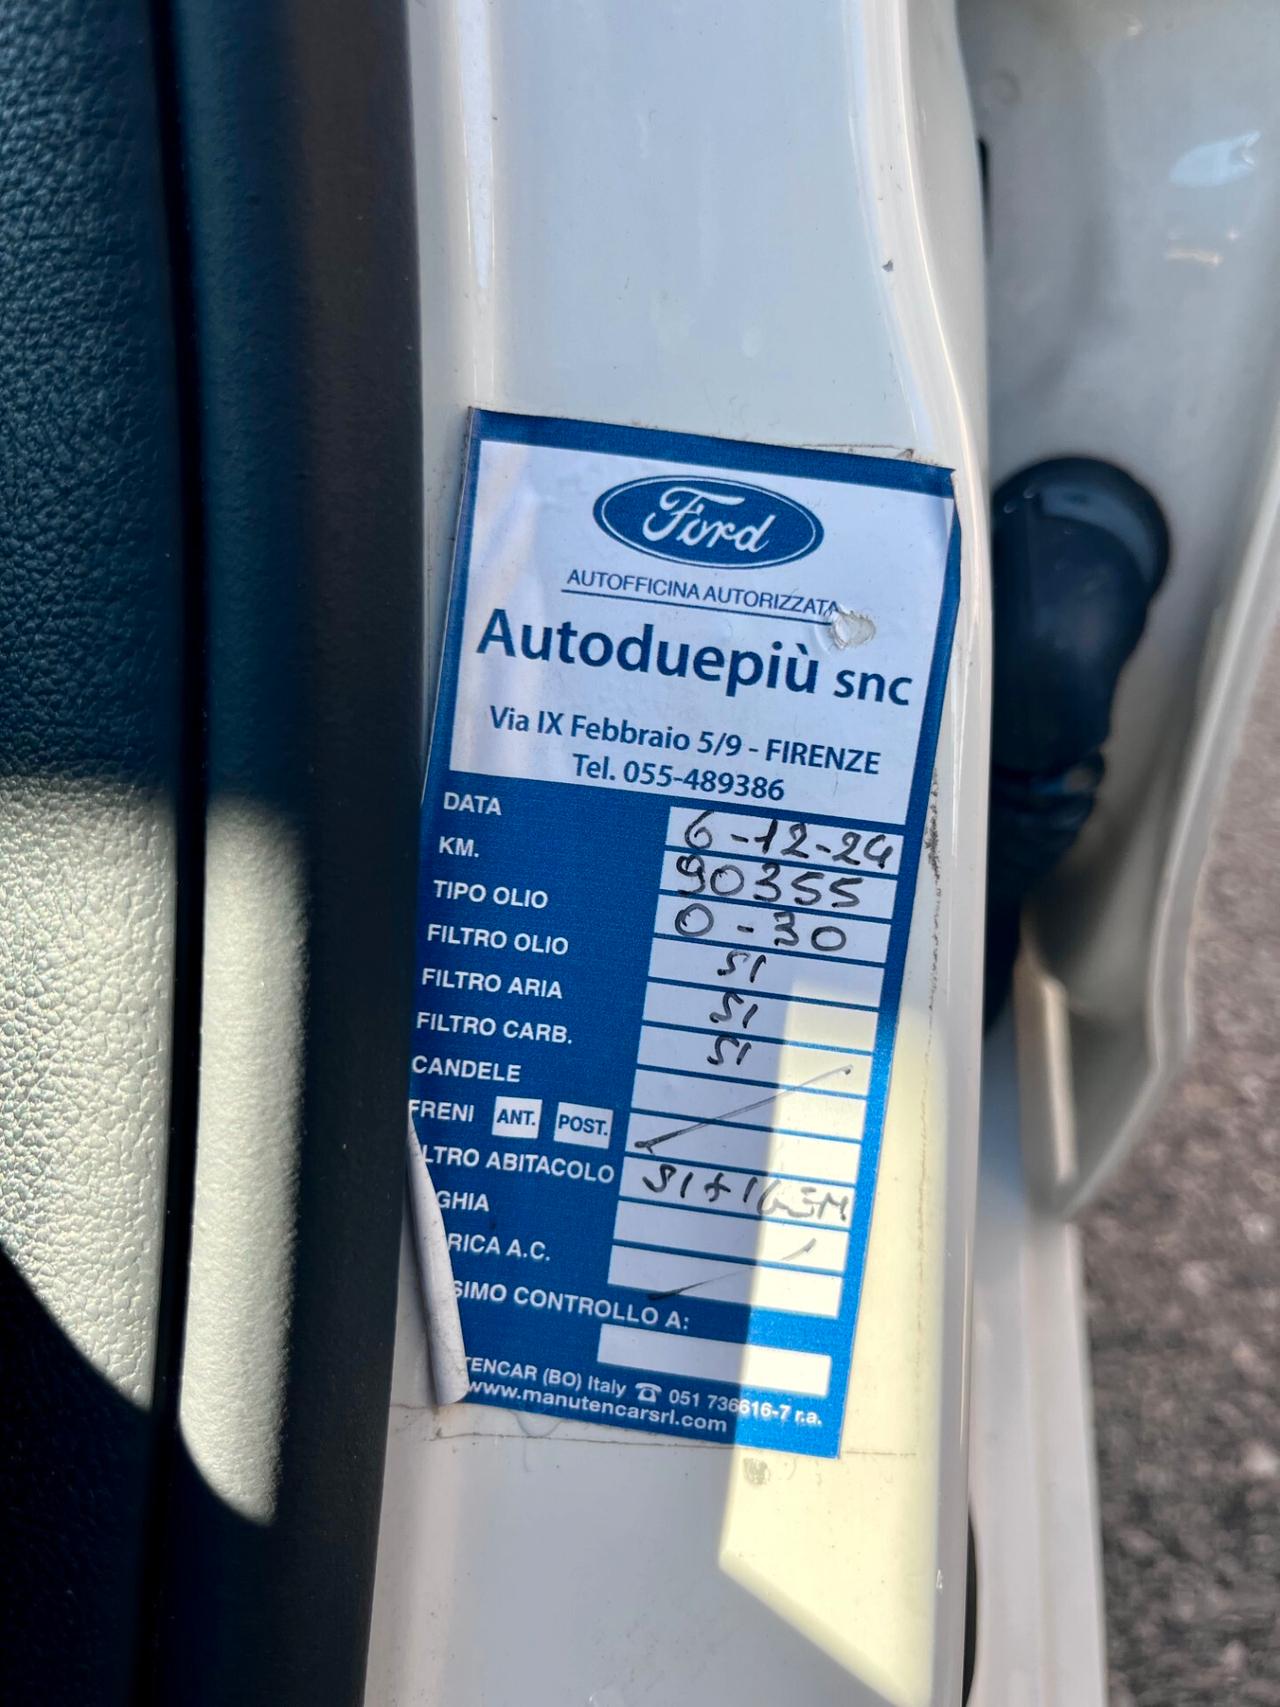 Ford
AUTOFFICINA AUTORIZZATA
Autoduepiù snc
Via IX Febbraio 5/9 - FIRENZE
Tel. 055-489386
DATA 6-12-24
KM. 90355
TIPO OLIO 0-30
FILTRO OLIO SI
FILTRO ARIA SI
FILTRO CARB. SI
CANDELE
FRENI ANT. POST.
LTRO ABITACOLO SI +
GHIA
RICA A.C.
SIMO CONTROLLO A:
TENCAR (BO) Italy ☎ 051 736616-7 r.a.
www.manutencarsrl.com